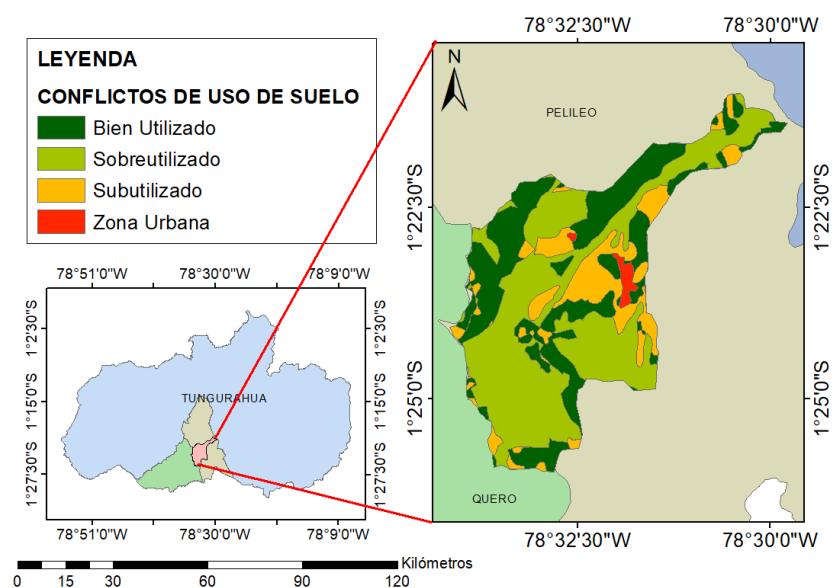 LEYENDA
CONFLICTOS DE USO DE SUELO
Bien Utilizado
Sobreutilizado
Subutilizado
Zona Urbana
78°51'0"W 78°30'0"W 78°9'0"W
1°2'30"S 1°2'30"S
1°15'0"S 1°15'0"S
1°27'30"S 1°27'30"S
TUNGURAHUA
78°51'0"W 78°30'0"W 78°9'0"W
78°32'30"W 78°30'0"W
N
PELILEO
1°22'30"S 1°22'30"S
1°25'0"S 1°25'0"S
QUERO
78°32'30"W 78°30'0"W
Kilómetros
0 15 30 60 90 120